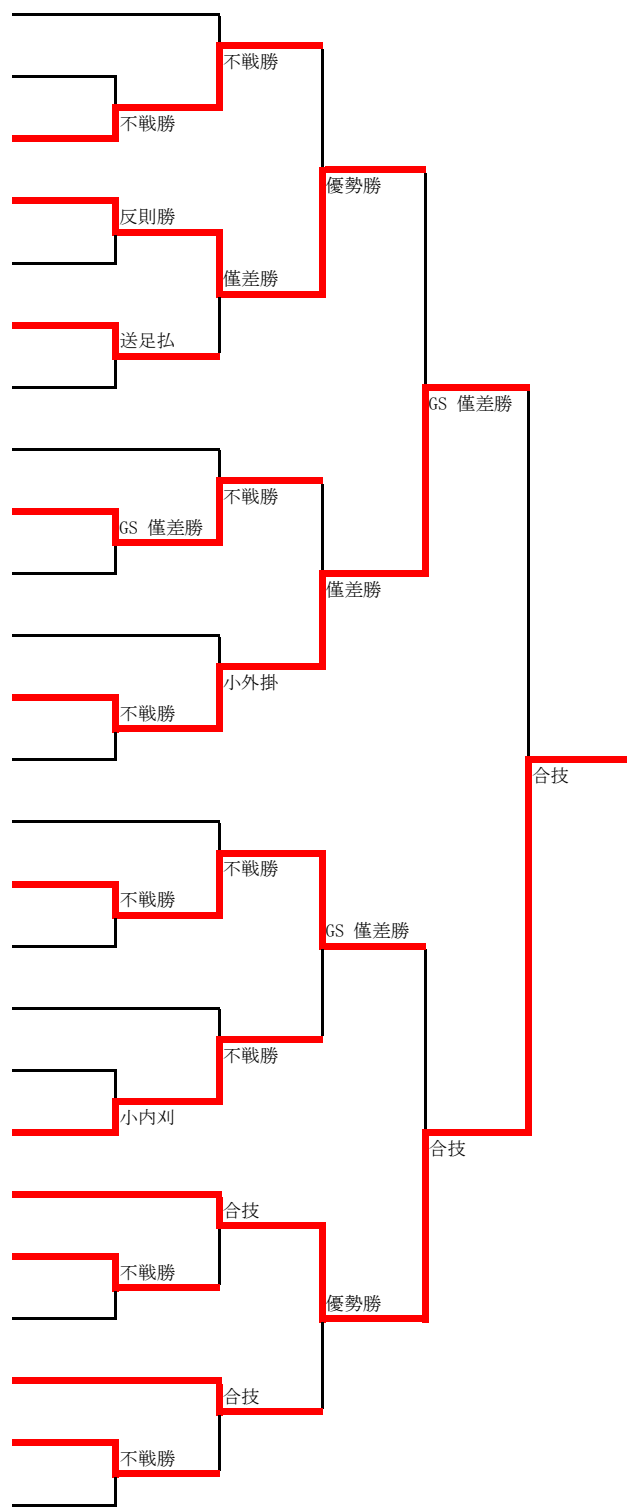 不戦勝
不戦勝
優勢勝
反則勝
僅差勝
送足払
GS 僅差勝
不戦勝
GS 僅差勝
僅差勝
小外掛
不戦勝
合技
不戦勝
不戦勝
GS 僅差勝
不戦勝
小内刈
合技
合技
不戦勝
優勢勝
合技
不戦勝